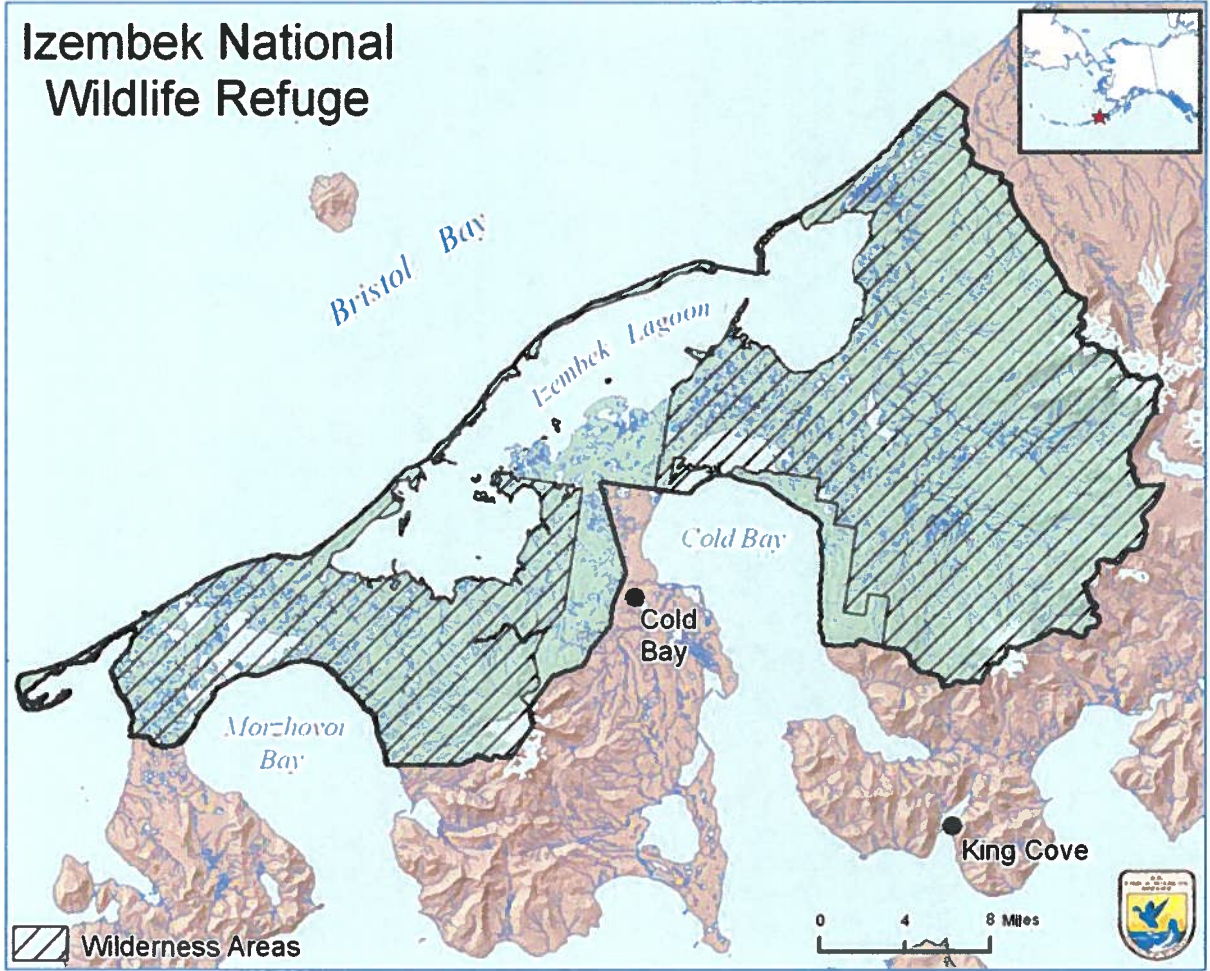 Izembek National
Wildlife Refuge
Bristol Bay
Izembek Lagoon
Cold Bay
Cold
Bay
Morzhovoi
Bay
King Cove
0 4 8 Miles
Wilderness Areas